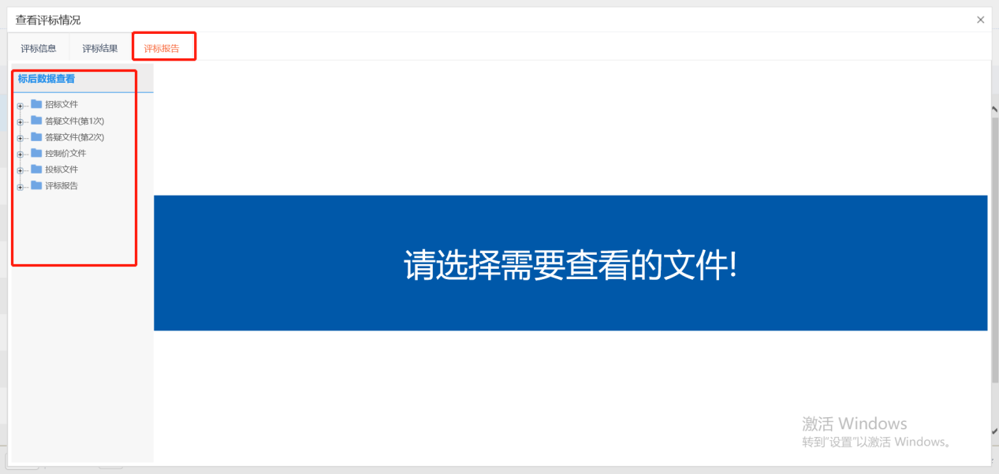 查看评标情况
评标信息 评标结果 评标报告
标后数据查看
招标文件
答疑文件(第1次)
答疑文件(第2次)
控制价文件
投标文件
评标报告
请选择需要查看的文件!
激活 Windows
转到"设置"以激活 Windows。